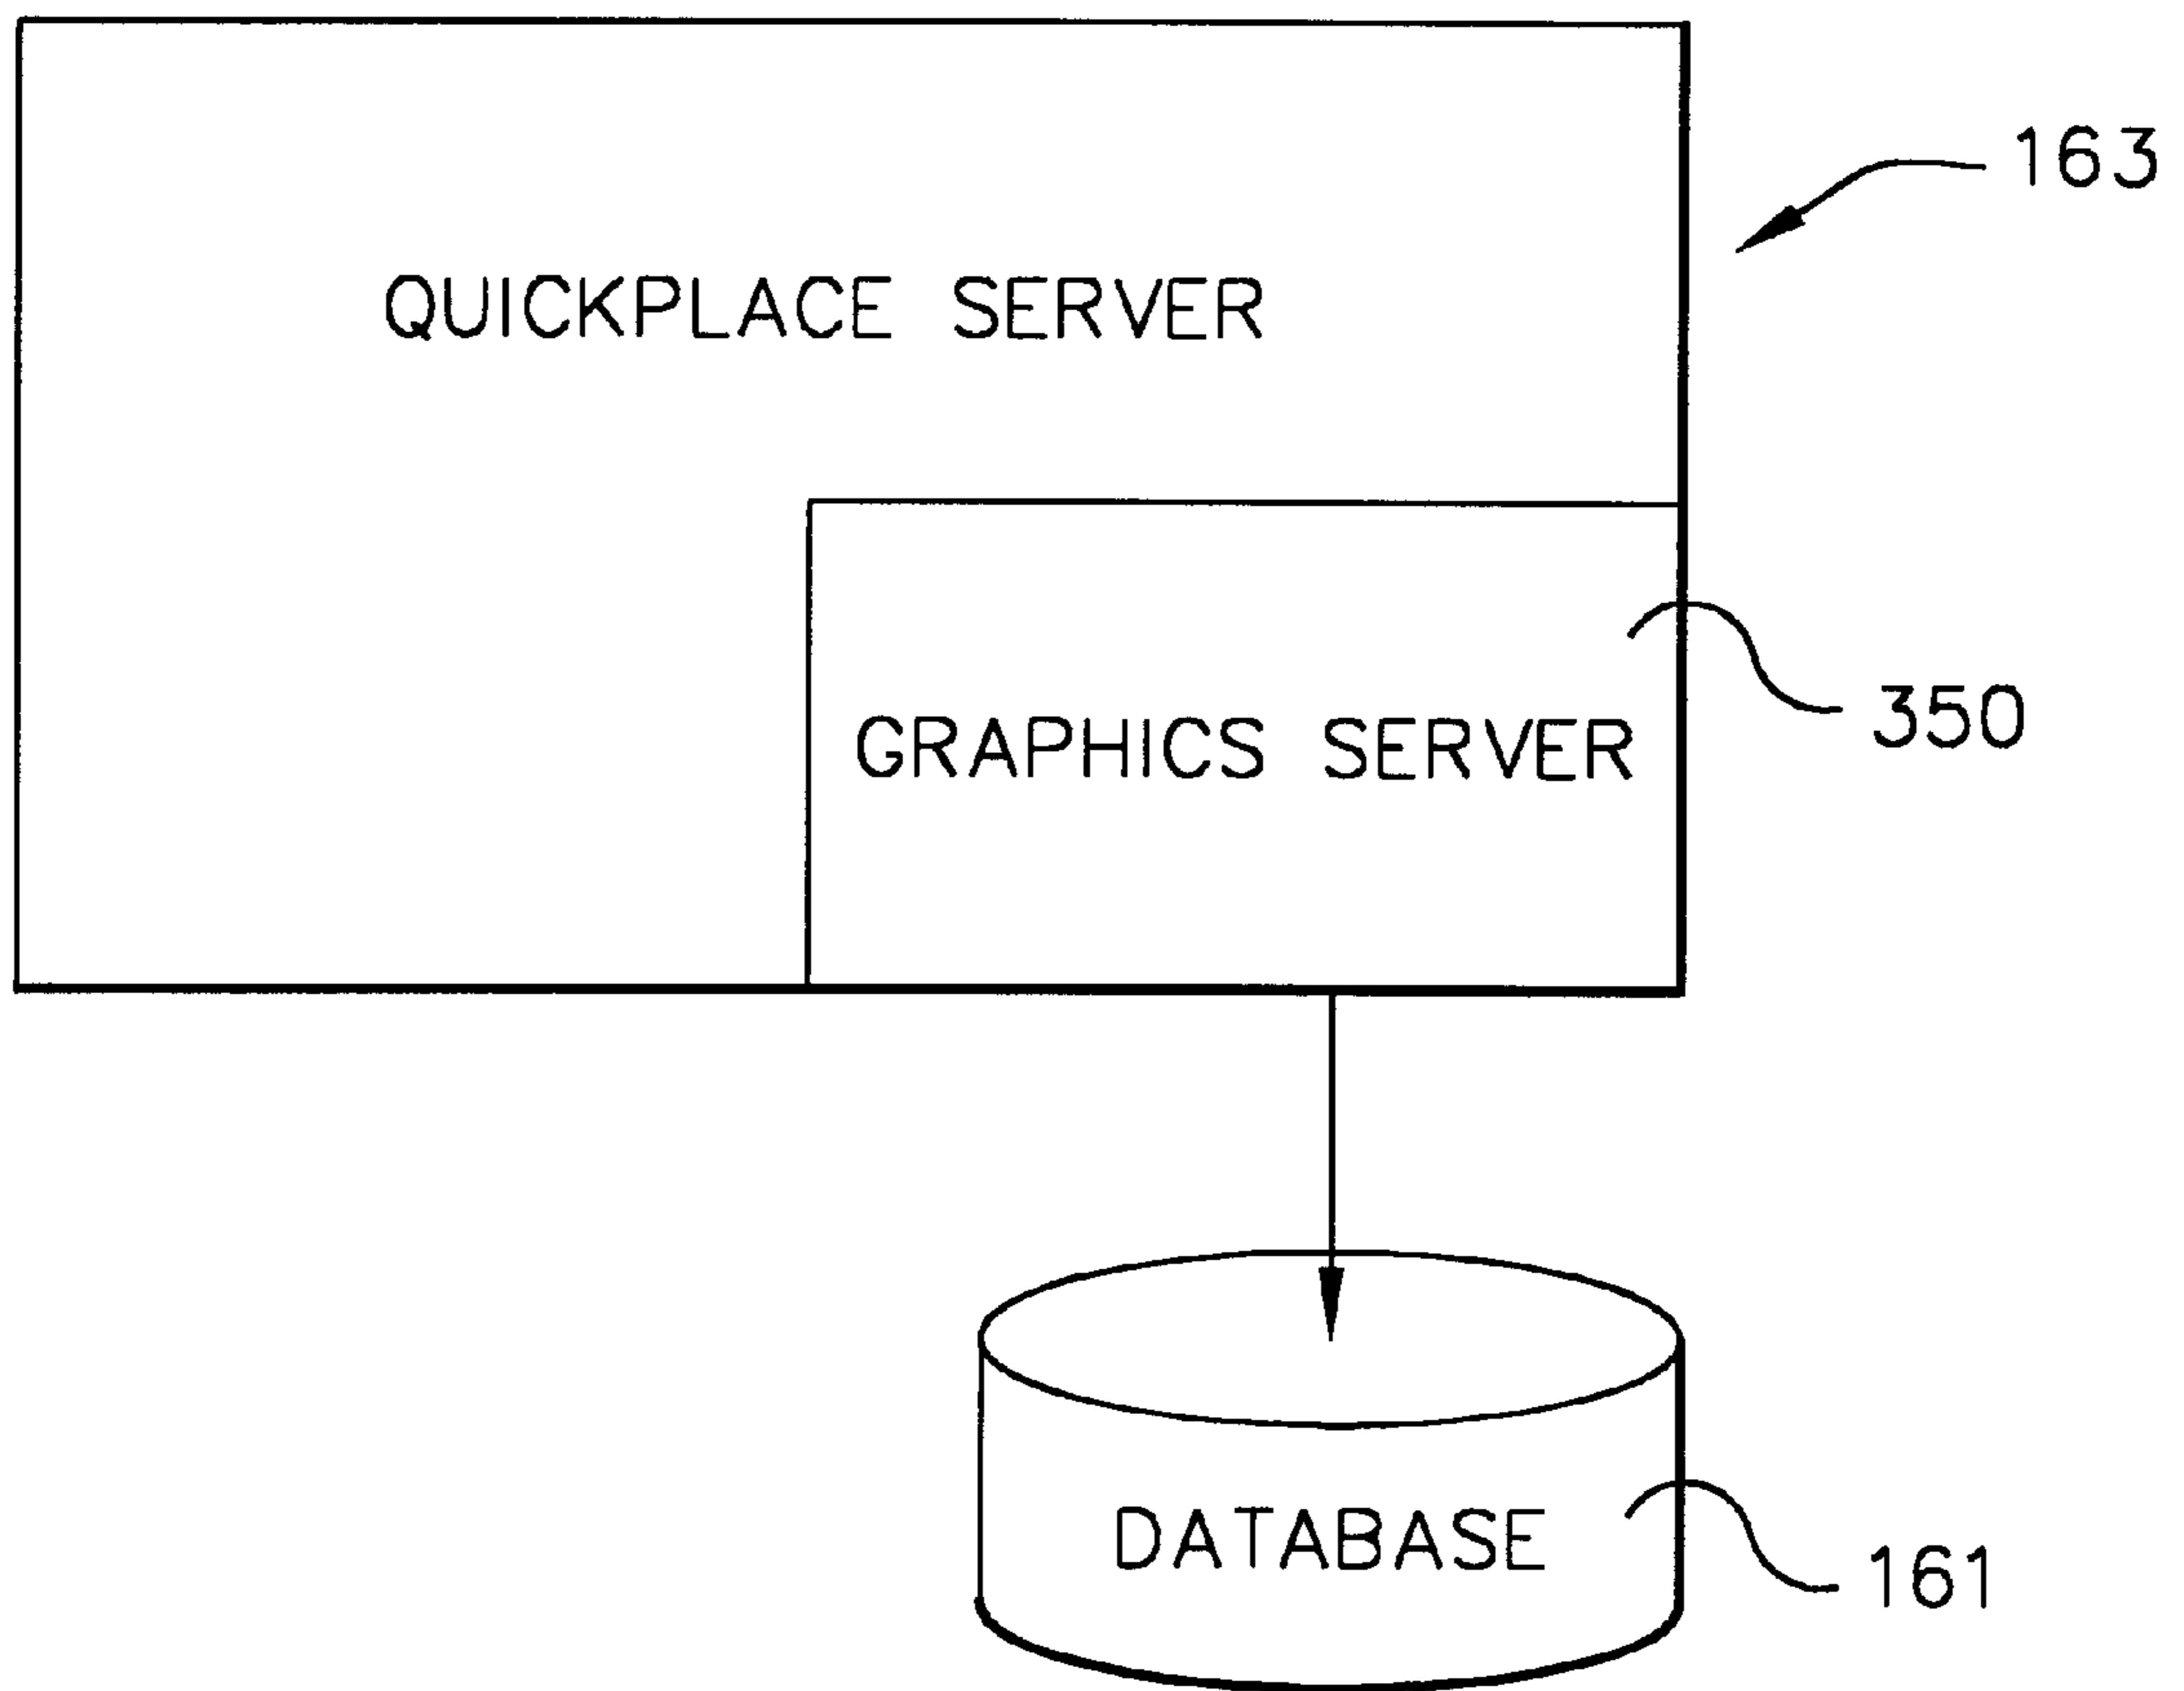 163
QUICKPLACE SERVER
350
GRAPHICS SERVER
DATABASE
161